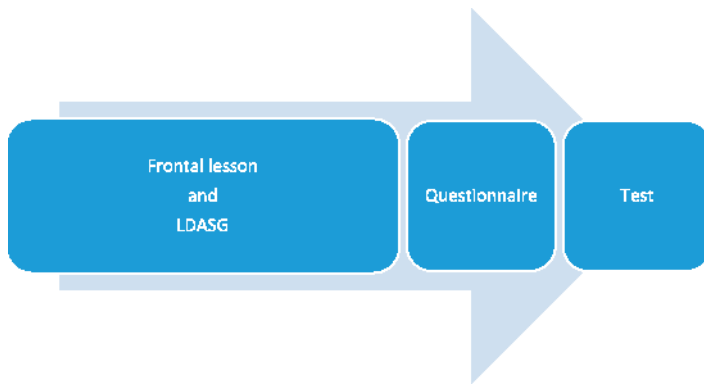 Frontal lesson
and
LDASG
Questionnaire
Test